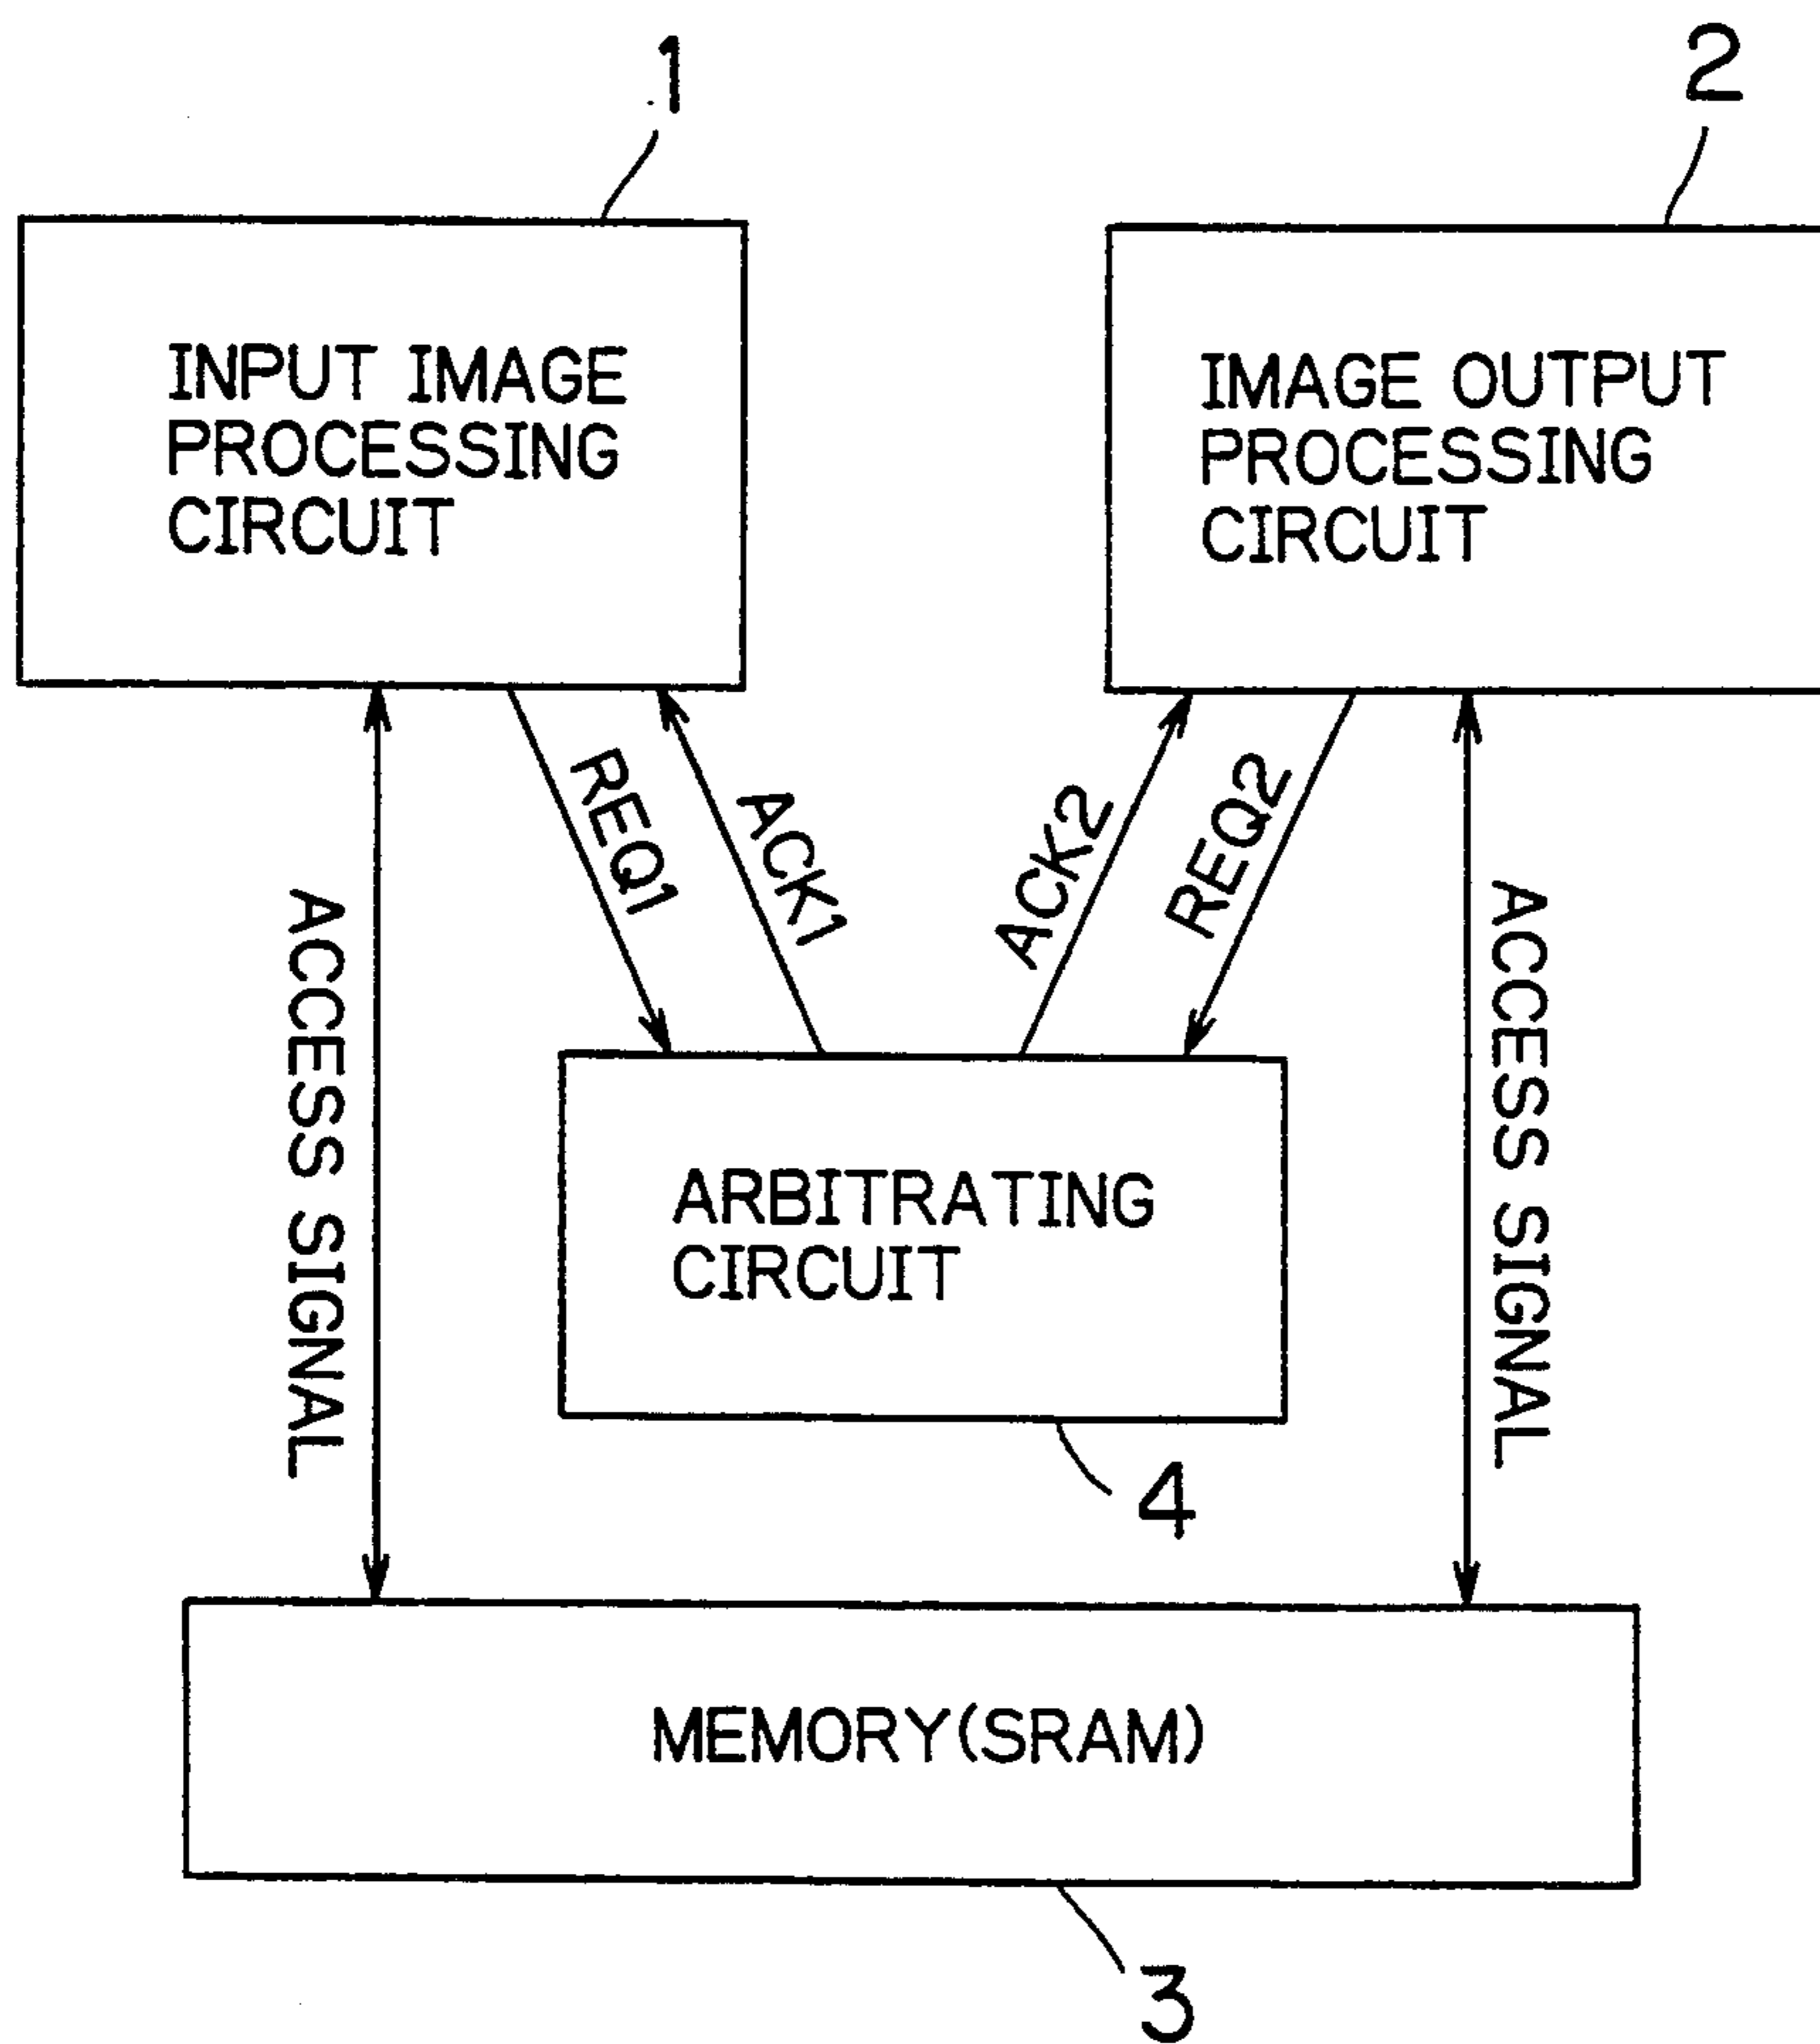 1
2
INPUT IMAGE
PROCESSING
CIRCUIT
IMAGE OUTPUT
PROCESSING
CIRCUIT
REQ1
ACK1
ACK2
REQ2
ACCESS SIGNAL
ACCESS SIGNAL
ARBITRATING
CIRCUIT
4
MEMORY(SRAM)
3